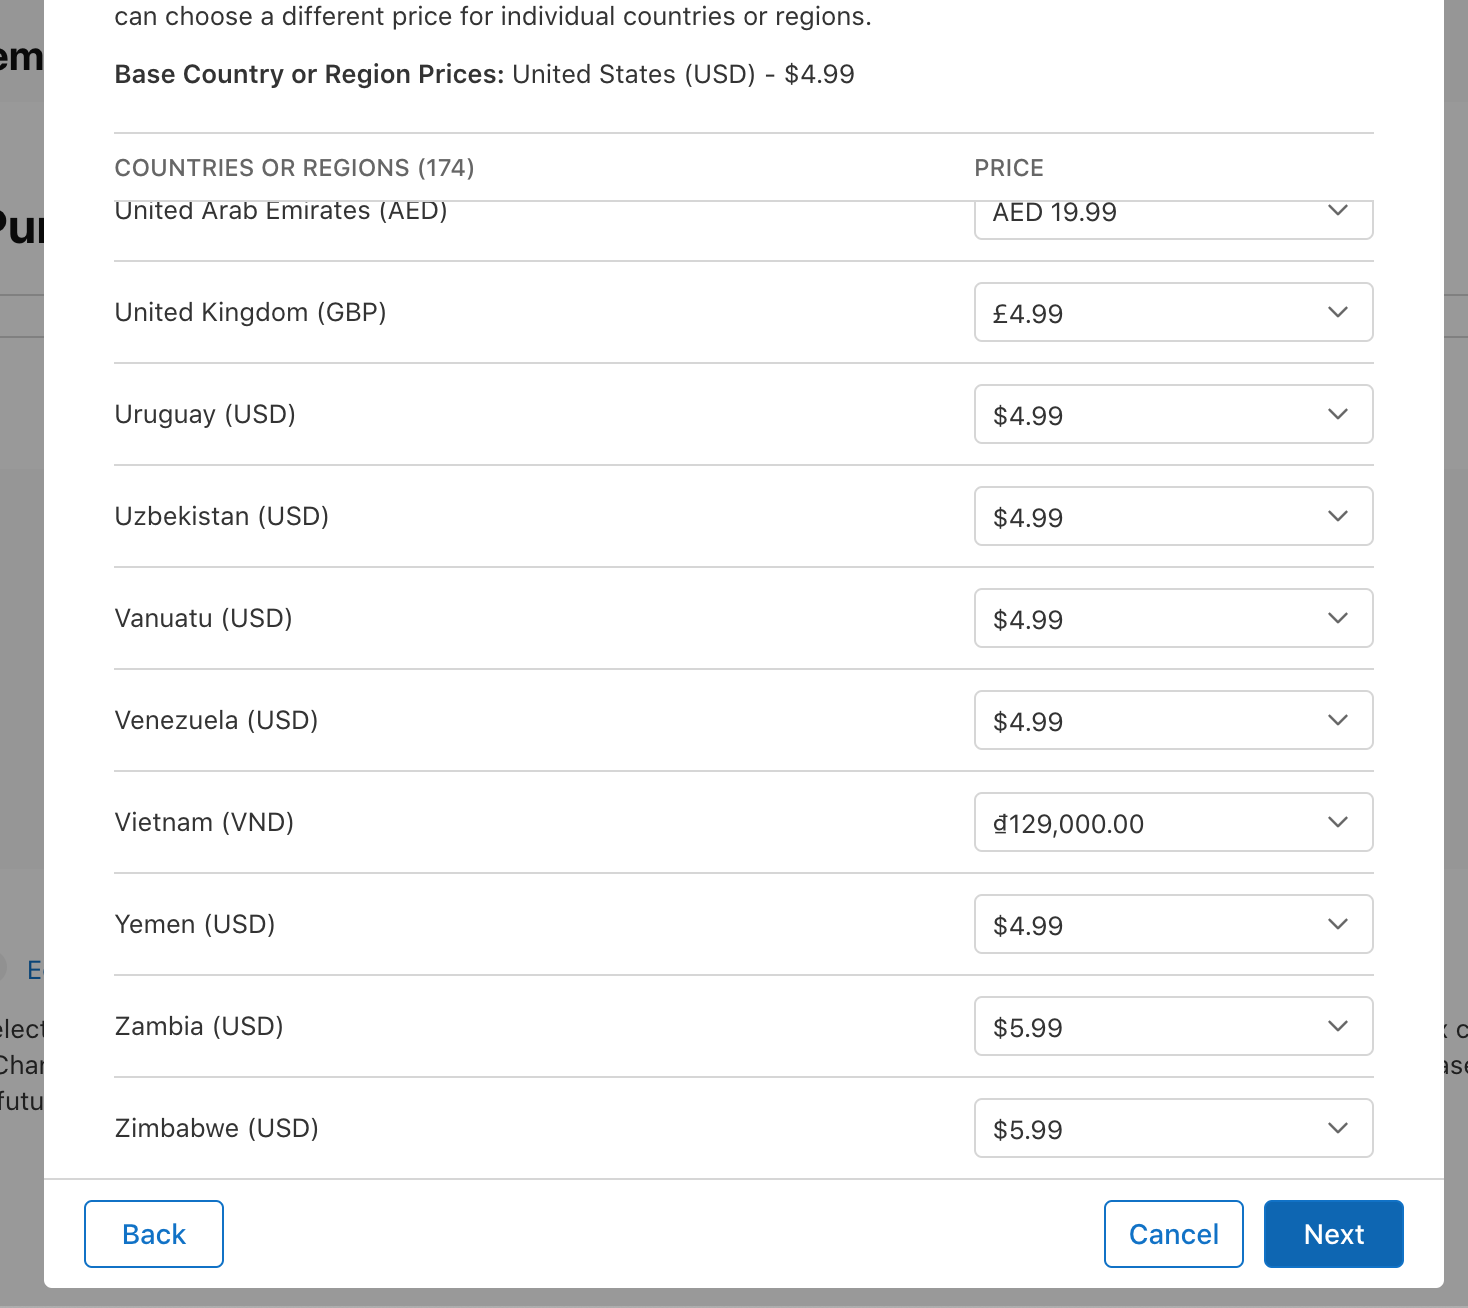 can choose a different price for individual countries or regions.
Base Country or Region Prices: United States (USD) - $4.99
COUNTRIES OR REGIONS (174) PRICE
United Arab Emirates (AED) AED 19.99
United Kingdom (GBP) £4.99
Uruguay (USD) $4.99
Uzbekistan (USD) $4.99
Vanuatu (USD) $4.99
Venezuela (USD) $4.99
Vietnam (VND) ₫129,000.00
Yemen (USD) $4.99
Zambia (USD) $5.99
Zimbabwe (USD) $5.99
Back Cancel Next